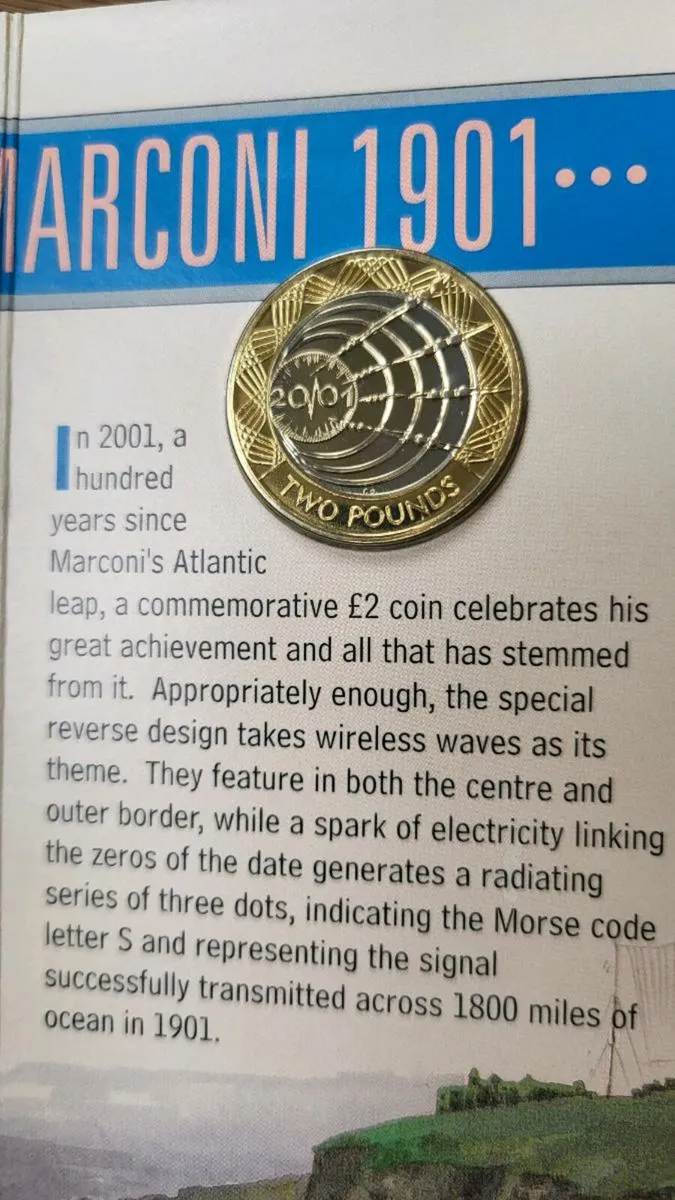 MARCONI 1901...
20/01
TWO POUNDS
In 2001, a
hundred
years since
Marconi's Atlantic
leap, a commemorative £2 coin celebrates his
great achievement and all that has stemmed
from it. Appropriately enough, the special
reverse design takes wireless waves as its
theme. They feature in both the centre and
outer border, while a spark of electricity linking
the zeros of the date generates a radiating
series of three dots, indicating the Morse code
letter S and representing the signal
successfully transmitted across 1800 miles of
ocean in 1901.